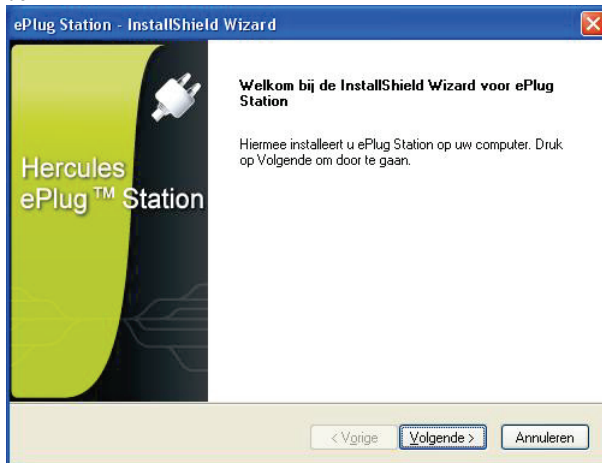 ePlug Station - InstallShield Wizard
Hercules
ePlug™ Station
Welkom bij de InstallShield Wizard voor ePlug
Station
Hiermee installeert u ePlug Station op uw computer. Druk
op Volgende om door te gaan.
< Vorige
Volgende >
Annuleren